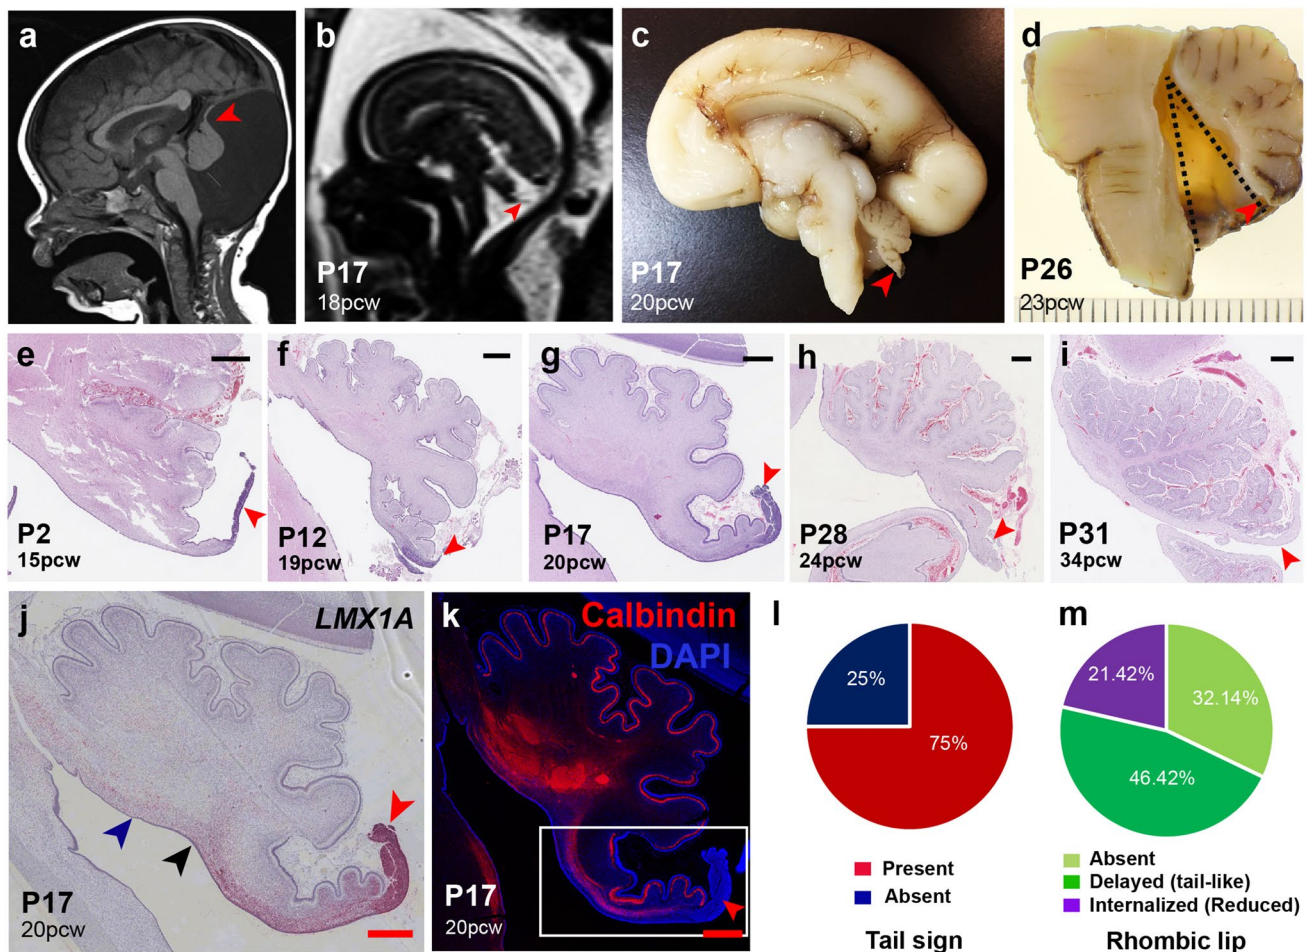 a
b
P17
18pcw
c
P17
20pcw
d
P26
23pcw
e
P2
15pcw
f
P12
19pcw
g
P17
20pcw
h
P28
24pcw
i
P31
34pcw
j
LMX1A
P17
20pcw
k
Calbindin
DAPI
P17
20pcw
l
25%
75%
Present
Absent
Tail sign
m
21.42%
32.14%
46.42%
Absent
Delayed (tail-like)
Internalized (Reduced)
Rhombic lip